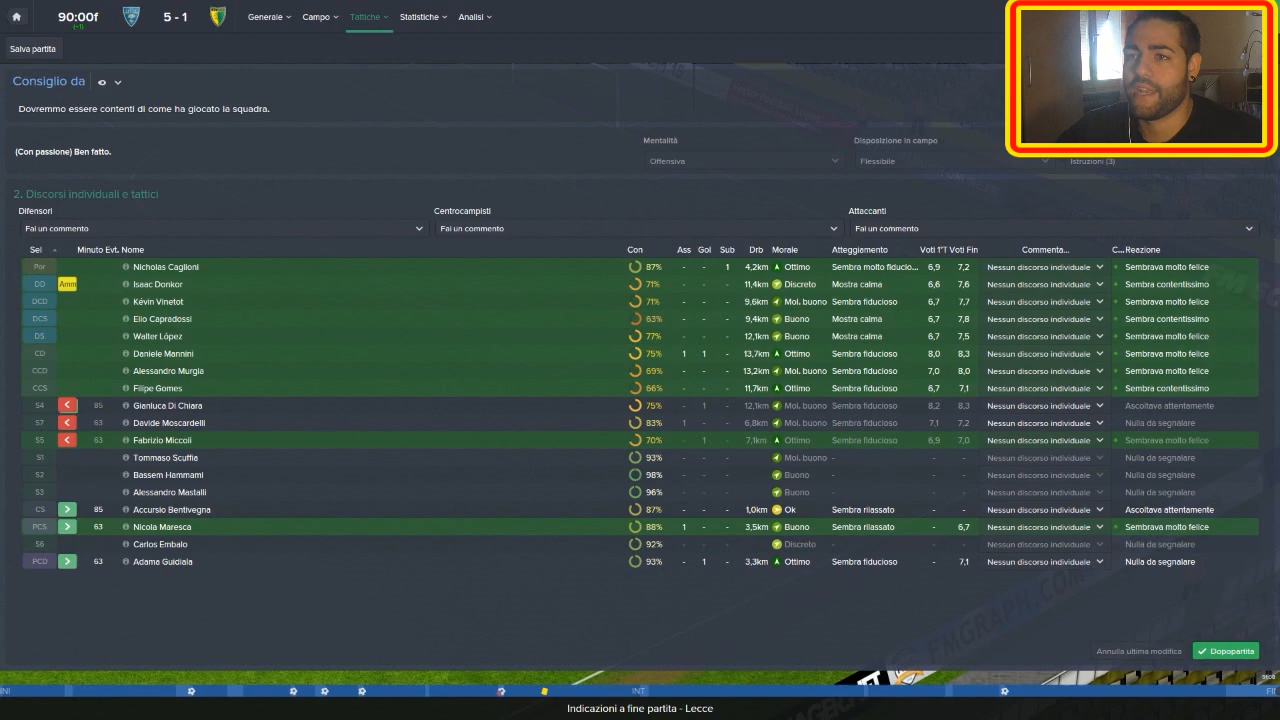 90:00f 5 - 1 Generale Campo Tattiche Statistiche Analisi
(+1)
Salva partita
Consiglio da
Dovremmo essere contenti di come ha giocato la squadra.
Mentalità Disposizione in campo
(Con passione) Ben fatto.
Offensiva Flessibile Istruzioni (3)
2. Discorsi individuali e tattici
Difensori Centrocampisti Attaccanti
Fai un commento Fai un commento Fai un commento
Sel Minuto Evt. Nome Con Ass Gol Sub Drb Morale Atteggiamento Voti 1°T Voti Fin Commenta... C... Reazione
Por Nicholas Caglioni 87% - - 1 4,2km Ottimo Sembra molto fiducio... 6,9 7,2 Nessun discorso individuale Sembrava molto felice
DD Amm Isaac Donkor 71% - - - 11,4km Discreto Mostra calma 6,6 7,6 Nessun discorso individuale Sembra contentissimo
DCD Kévin Vinetot 71% - - - 9,6km Mol. buono Sembra fiducioso 6,7 7,7 Nessun discorso individuale Sembrava molto felice
DCS Elio Capradossi 63% - - - 9,4km Buono Mostra calma 6,7 7,8 Nessun discorso individuale Sembra contentissimo
DS Walter López 77% - - - 12,1km Buono Mostra calma 6,7 7,5 Nessun discorso individuale Sembrava molto felice
CD Daniele Mannini 75% 1 1 - 13,7km Ottimo Sembra fiducioso 8,0 8,3 Nessun discorso individuale Sembrava molto felice
CCD Alessandro Murgia 69% - - - 13,2km Mol. buono Sembra fiducioso 7,0 8,0 Nessun discorso individuale Sembrava molto felice
CCS Filipe Gomes 66% - - - 11,7km Ottimo Sembra fiducioso 6,7 7,1 Nessun discorso individuale Sembra contentissimo
S4 85 Gianluca Di Chiara 75% - 1 - 12,1km Mol. buono Sembra fiducioso 8,2 8,3 Nessun discorso individuale Ascoltava attentamente
S7 63 Davide Moscardelli 83% 1 - - 6,8km Mol. buono Sembra fiducioso 7,1 7,2 Nessun discorso individuale Nulla da segnalare
S5 63 Fabrizio Miccoli 70% - 1 - 7,1km Ottimo Sembra fiducioso 6,9 7,0 Nessun discorso individuale Sembrava molto felice
S1 Tommaso Scuffia 93% - - - Mol. buono - - - Nessun discorso individuale Nulla da segnalare
S2 Bassem Hammami 98% - - - Buono - - - Nessun discorso individuale Nulla da segnalare
S3 Alessandro Mastalli 96% - - - Buono - - - Nessun discorso individuale Nulla da segnalare
CS 85 Accursio Bentivegna 87% - - - 1,0km Ok Sembra rilassato - - Nessun discorso individuale Ascoltava attentamente
PCS 63 Nicola Maresca 88% 1 - - 3,5km Buono Sembra rilassato - 6,7 Nessun discorso individuale Sembrava molto felice
S6 Carlos Embalo 92% - - - Discreto - - - Nessun discorso individuale Nulla da segnalare
PCD 63 Adama Guidiala 93% - 1 - 3,3km Ottimo Sembra fiducioso - 7,1 Nessun discorso individuale Nulla da segnalare
FMGRAPH.COM
Annulla ultima modifica Dopopartita
INT
Indicazioni a fine partita - Lecce